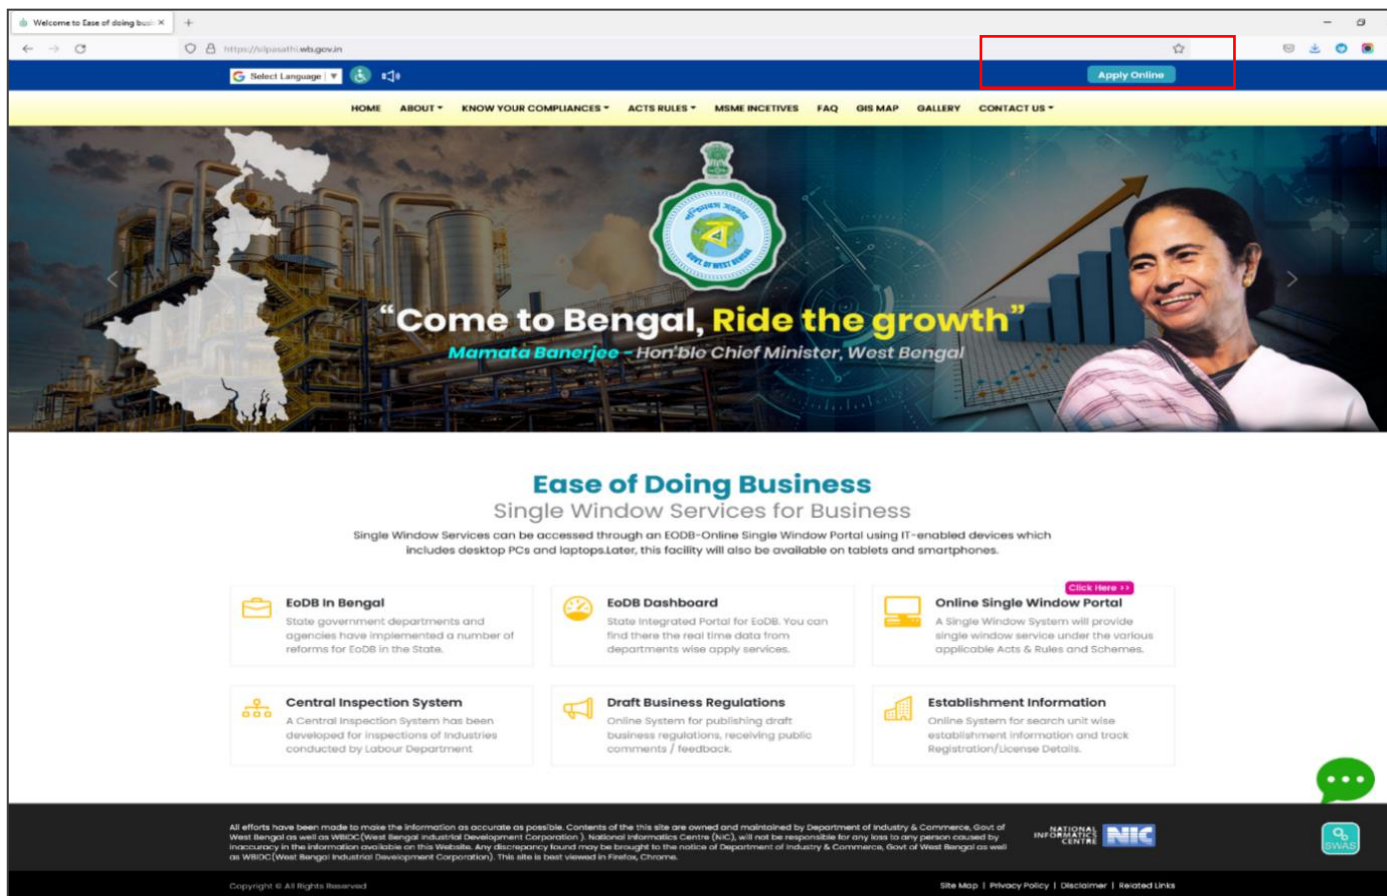 Welcome to Ease of doing busi
https://silpasathi.wb.gov.in
Select Language
Apply Online
HOME ABOUT KNOW YOUR COMPLIANCES ACTS RULES MSME INCETIVES FAQ GIS MAP GALLERY CONTACT US
পশ্চিমবঙ্গ সরকার
ব
GOVT. OF WEST BENGAL
“Come to Bengal, Ride the growth”
Mamata Banerjee - Hon'ble Chief Minister, West Bengal
Ease of Doing Business
Single Window Services for Business
Single Window Services can be accessed through an EODB-Online Single Window Portal using IT-enabled devices which
includes desktop PCs and laptops.Later, this facility will also be available on tablets and smartphones.
EoDB In Bengal
State government departments and
agencies have implemented a number of
reforms for EoDB in the State.
EoDB Dashboard
State Integrated Portal for EoDB. You can
find there the real time data from
departments wise apply services.
Click Here >>
Online Single Window Portal
A Single Window System will provide
single window service under the various
applicable Acts & Rules and Schemes.
Central Inspection System
A Central Inspection System has been
developed for inspections of Industries
conducted by Labour Department
Draft Business Regulations
Online System for publishing draft
business regulations, receiving public
comments / feedback.
Establishment Information
Online System for search unit wise
establishment information and track
Registration/License Details.
All efforts have been made to make the information as accurate as possible. Contents of the this site are owned and maintained by Department of Industry & Commerce, Govt of
West Bengal as well as WBIDC(West Bengal Industrial Development Corporation ). National Informatics Centre (NIC), will not be responsible for any loss to any person caused by
inaccuracy in the information available on this Website. Any discrepancy found may be brought to the notice of Department of Industry & Commerce, Govt of West Bengal as well
as WBIDC(West Bengal Industrial Development Corporation). This site is best viewed in Firefox, Chrome.
NATIONAL
INFORMATICS
CENTRE
NIC
SWAS
Copyright © All Rights Reserved
Site Map | Privacy Policy | Disclaimer | Related Links